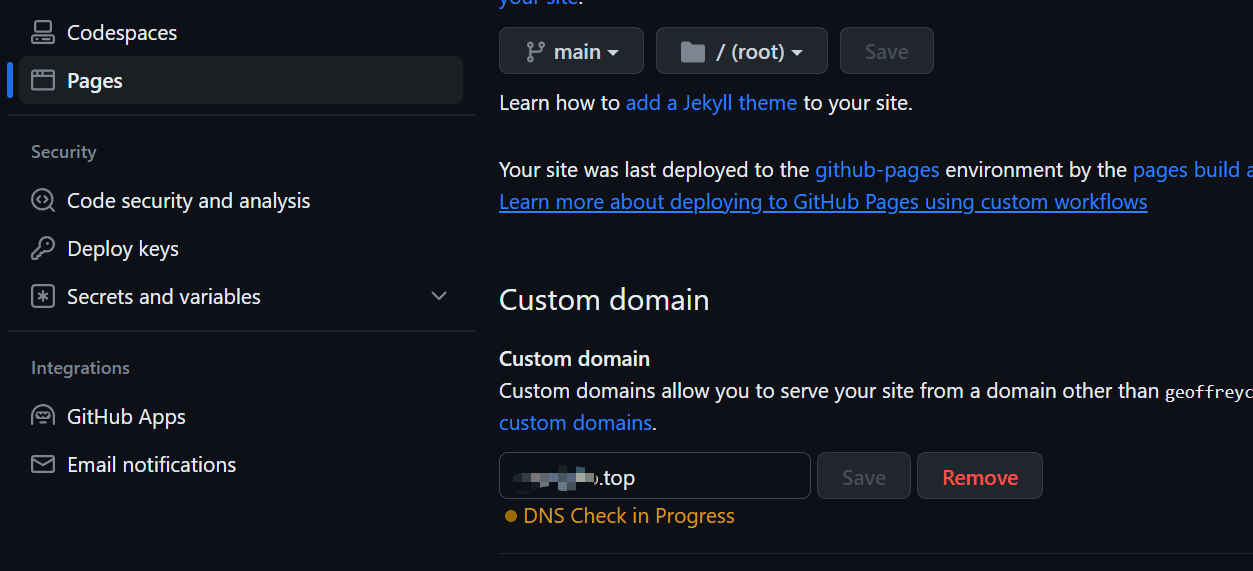 your site.
Codespaces
Pages
main
/ (root)
Save
Learn how to add a Jekyll theme to your site.
Security
Code security and analysis
Deploy keys
Secrets and variables
Your site was last deployed to the github-pages environment by the pages build
Learn more about deploying to GitHub Pages using custom workflows
Custom domain
Custom domain
Custom domains allow you to serve your site from a domain other than geoffreyc
custom domains.
Integrations
GitHub Apps
Email notifications
.top
Save
Remove
DNS Check in Progress